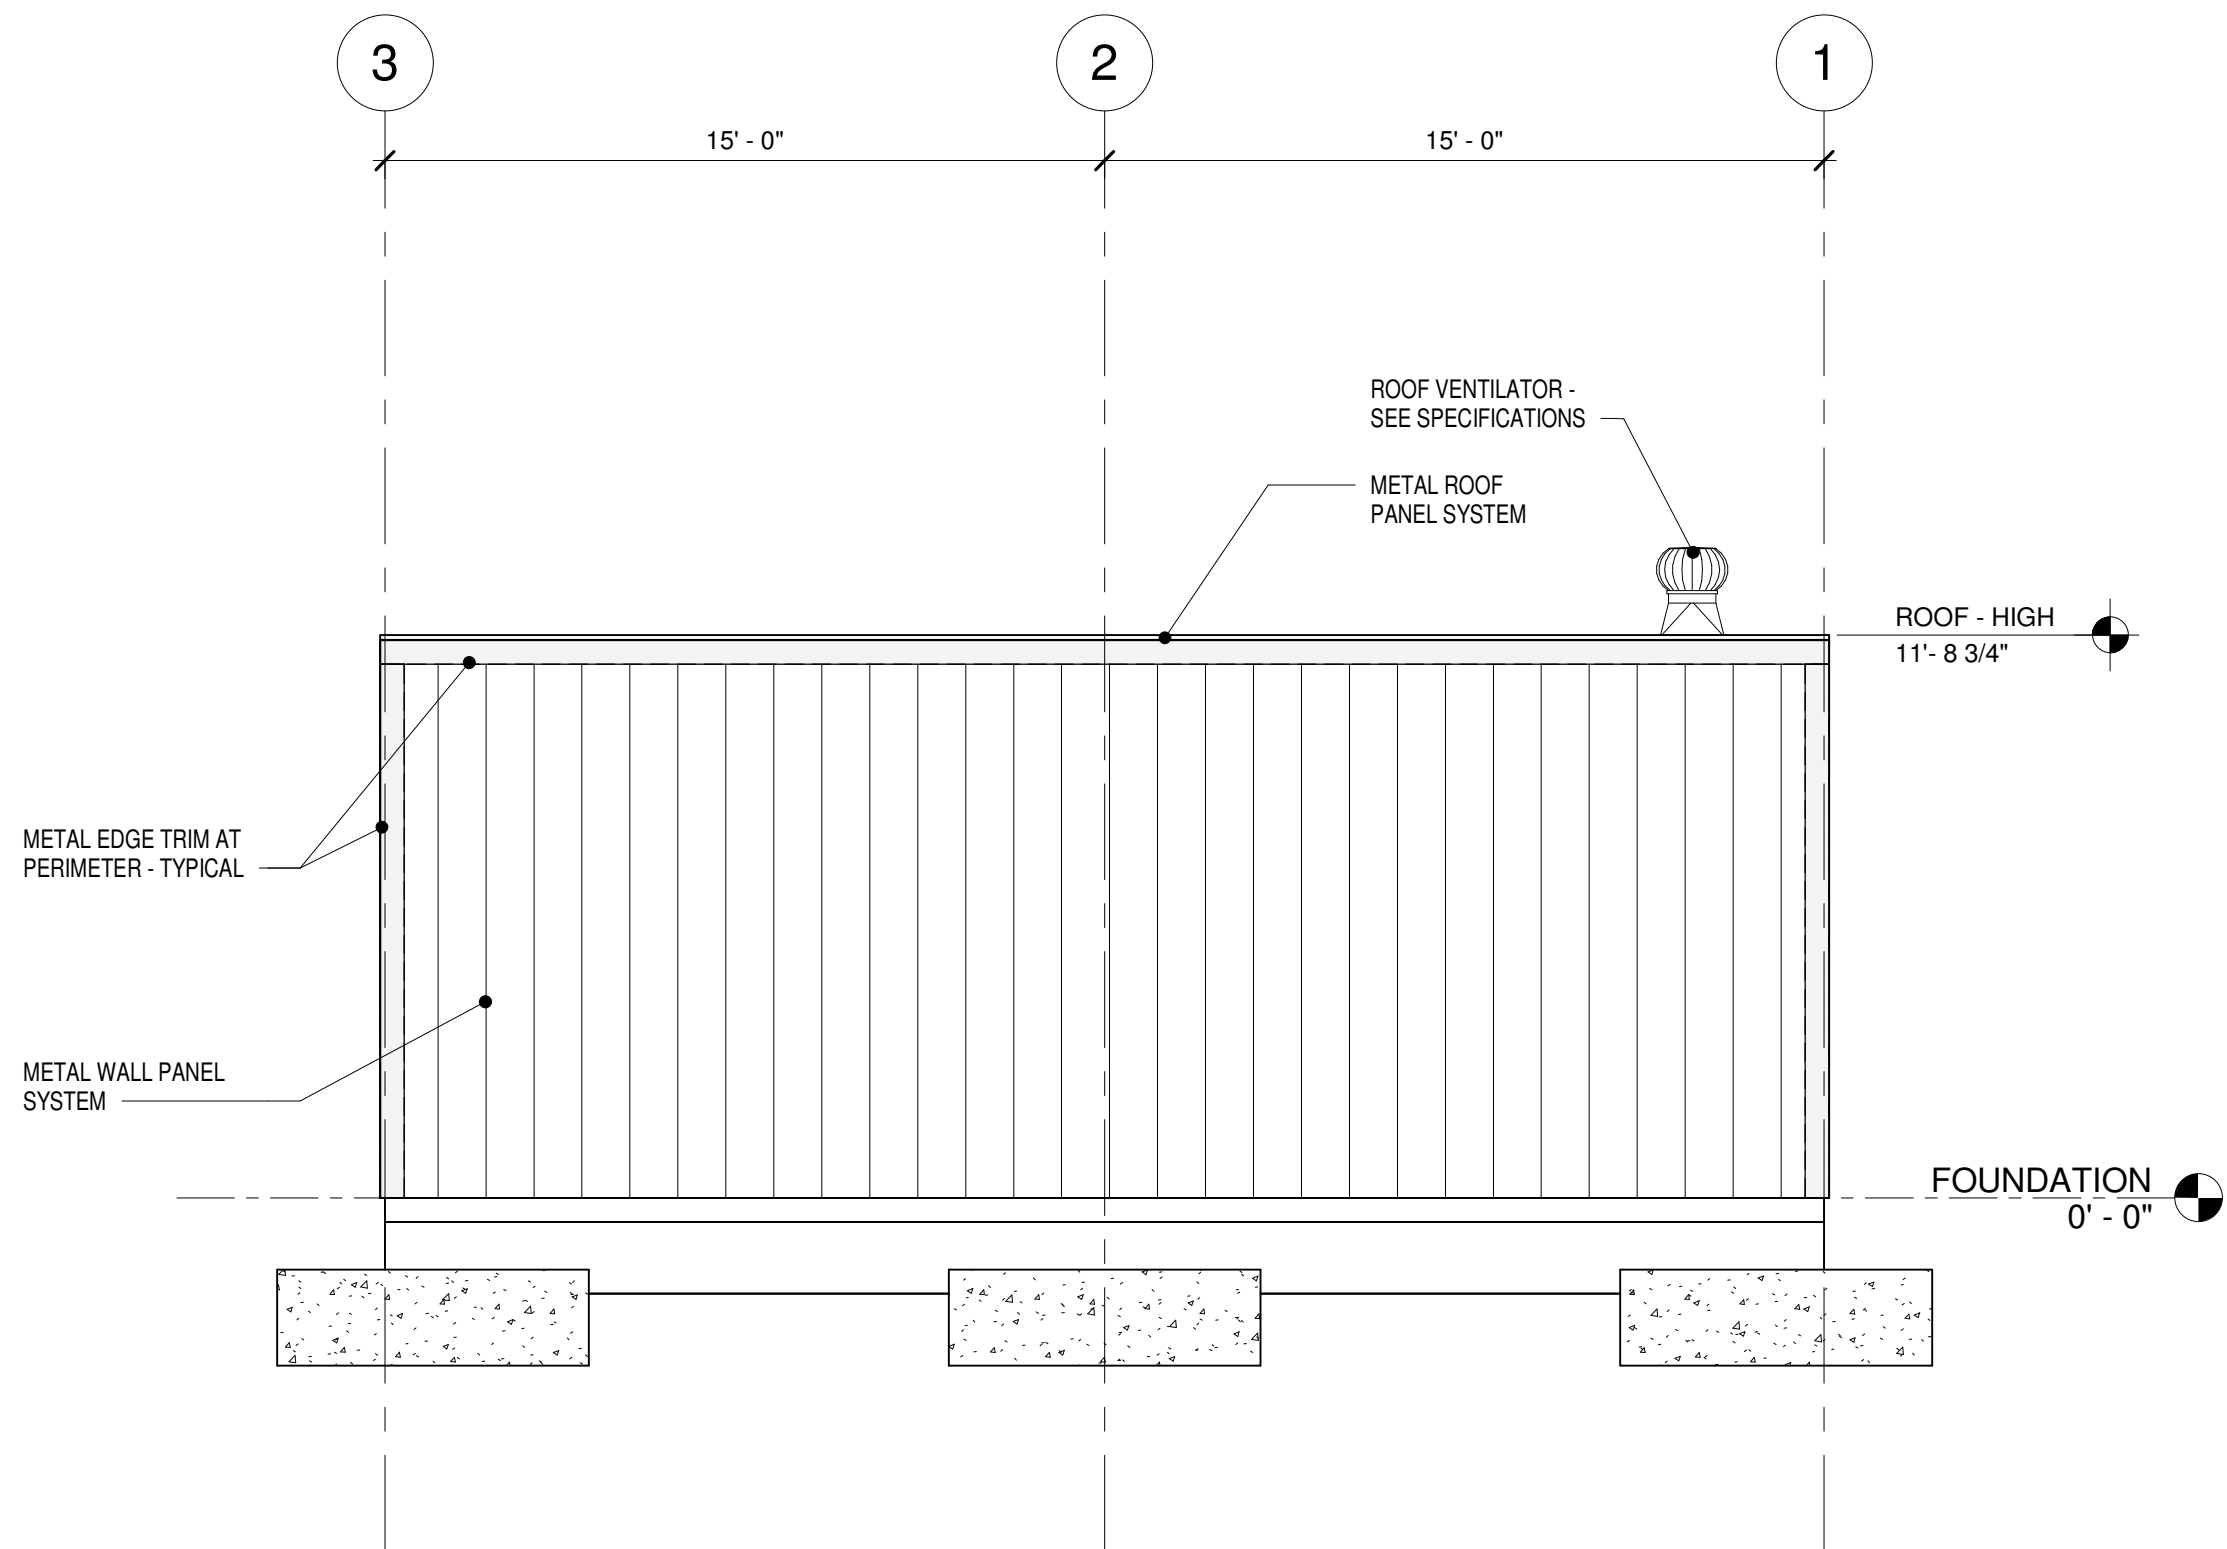 3
2
1
15' - 0"
15' - 0"
ROOF VENTILATOR -
SEE SPECIFICATIONS
METAL ROOF
PANEL SYSTEM
ROOF - HIGH
11'- 8 3/4"
METAL EDGE TRIM AT
PERIMETER - TYPICAL
METAL WALL PANEL
SYSTEM
FOUNDATION
0' - 0"